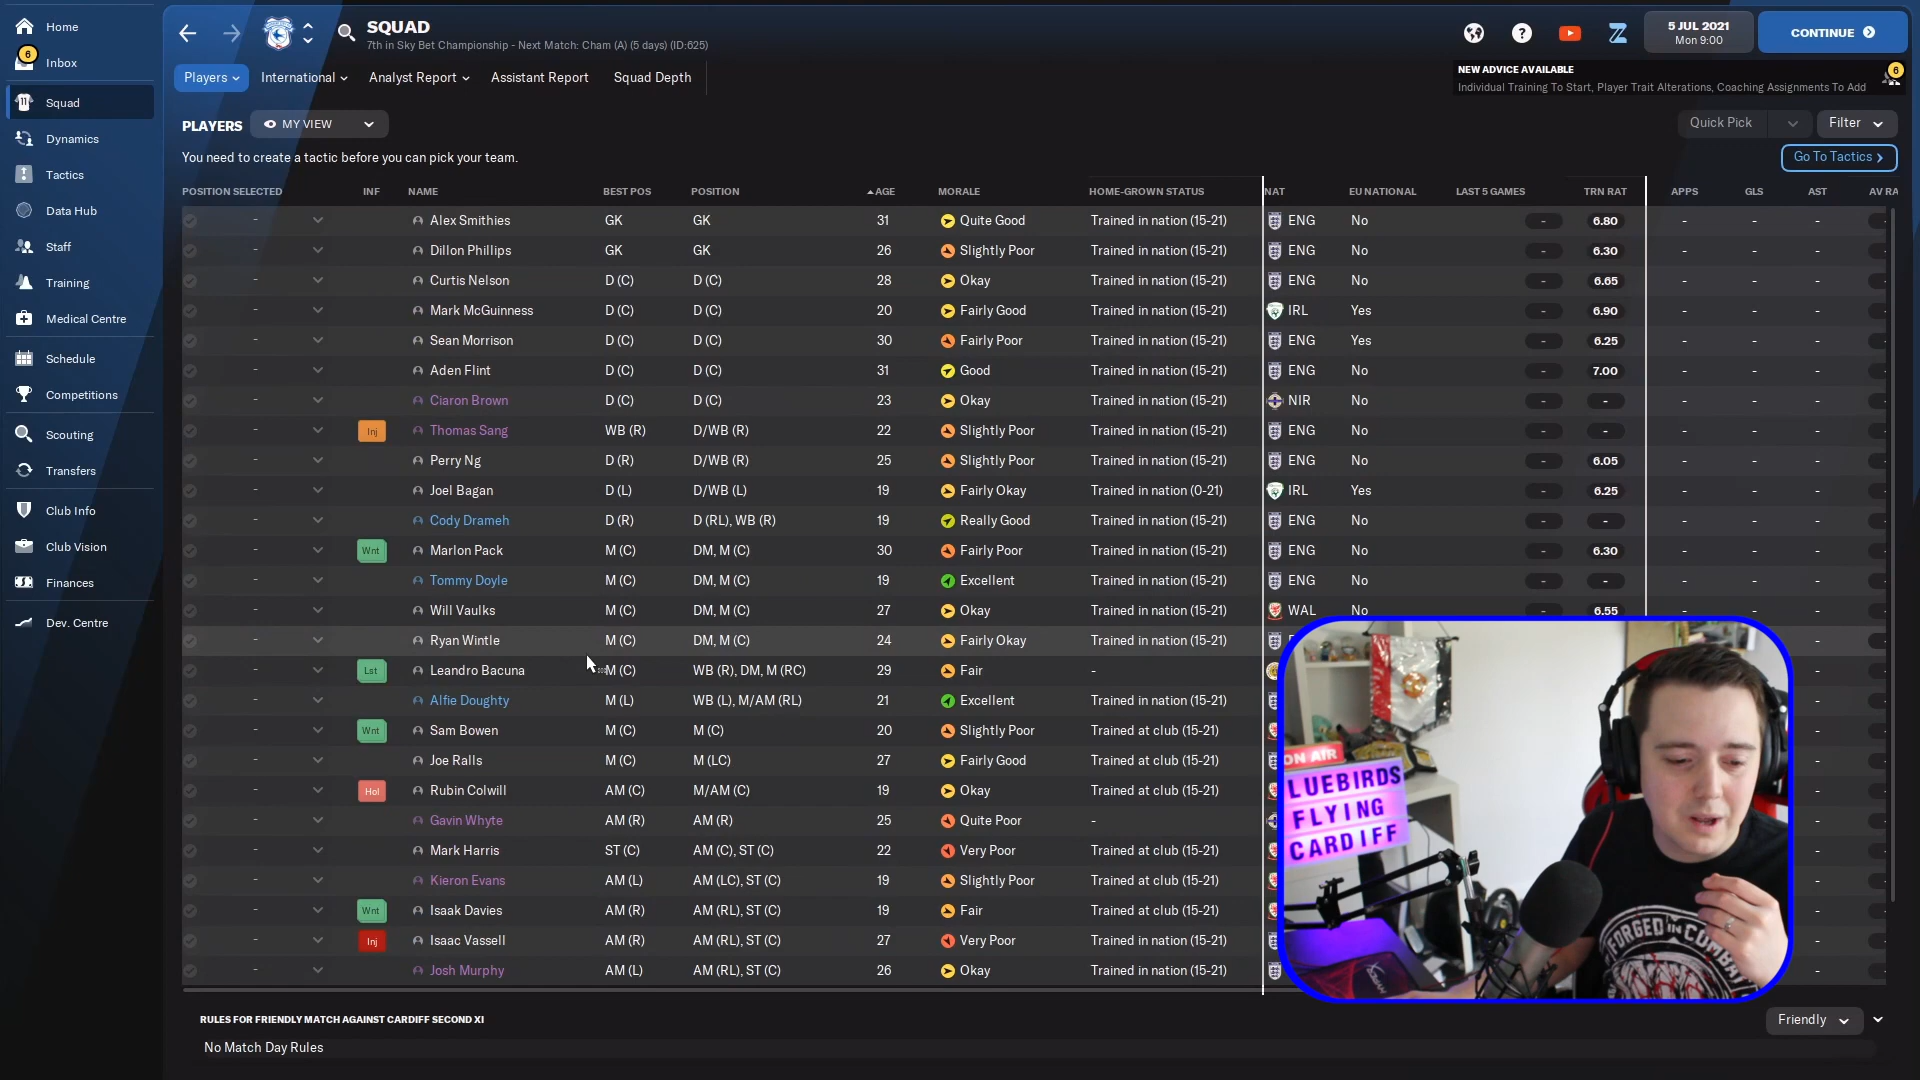 Home
6
Inbox
Squad
Dynamics
Tactics
Data Hub
Staff
Training
Medical Centre
Schedule
Competitions
Scouting
Transfers
Club Info
Club Vision
Finances
Dev. Centre
SQUAD
7th in Sky Bet Championship - Next Match: Cham (A) (5 days) (ID:625)
5 JUL 2021
Mon 9:00
CONTINUE
Players International Analyst Report Assistant Report Squad Depth
NEW ADVICE AVAILABLE
Individual Training To Start, Player Trait Alterations, Coaching Assignments To Add
6
PLAYERS MY VIEW Quick Pick Filter
You need to create a tactic before you can pick your team. Go To Tactics >
POSITION SELECTED INF NAME BEST POS POSITION AGE MORALE HOME-GROWN STATUS NAT EU NATIONAL LAST 5 GAMES TRN RAT APPS GLS AST AV RA
- Alex Smithies GK GK 31 Quite Good Trained in nation (15-21) ENG No - 6.80 - - - -
- Dillon Phillips GK GK 26 Slightly Poor Trained in nation (15-21) ENG No - 6.30 - - - -
- Curtis Nelson D (C) D (C) 28 Okay Trained in nation (15-21) ENG No - 6.65 - - - -
- Mark McGuinness D (C) D (C) 20 Fairly Good Trained in nation (15-21) IRL Yes - 6.90 - - - -
- Sean Morrison D (C) D (C) 30 Fairly Poor Trained in nation (15-21) ENG Yes - 6.25 - - - -
- Aden Flint D (C) D (C) 31 Good Trained in nation (15-21) ENG No - 7.00 - - - -
- Ciaron Brown D (C) D (C) 23 Okay Trained in nation (15-21) NIR No - - - - - -
- Inj Thomas Sang WB (R) D/WB (R) 22 Slightly Poor Trained in nation (15-21) ENG No - - - - - -
- Perry Ng D (R) D/WB (R) 25 Slightly Poor Trained in nation (15-21) ENG No - 6.05 - - - -
- Joel Bagan D (L) D/WB (L) 19 Fairly Okay Trained in nation (0-21) IRL Yes - 6.25 - - - -
- Cody Drameh D (R) D (RL), WB (R) 19 Really Good Trained in nation (15-21) ENG No - - - - - -
- Wnt Marlon Pack M (C) DM, M (C) 30 Fairly Poor Trained in nation (15-21) ENG No - 6.30 - - - -
- Tommy Doyle M (C) DM, M (C) 19 Excellent Trained in nation (15-21) ENG No - - - - - -
- Will Vaulks M (C) DM, M (C) 27 Okay Trained in nation (15-21) WAL No - 6.55 - - - -
- Ryan Wintle M (C) DM, M (C) 24 Fairly Okay Trained in nation (15-21) -
- Lst Leandro Bacuna M (C) WB (R), DM, M (RC) 29 Fair - -
- Alfie Doughty M (L) WB (L), M/AM (RL) 21 Excellent Trained in nation (15-21) -
- Wnt Sam Bowen M (C) M (C) 20 Slightly Poor Trained at club (15-21) -
- Joe Ralls M (C) M (LC) 27 Fairly Good Trained at club (15-21) -
- Hol Rubin Colwill AM (C) M/AM (C) 19 Okay Trained at club (15-21) -
- Gavin Whyte AM (R) AM (R) 25 Quite Poor - -
- Mark Harris ST (C) AM (C), ST (C) 22 Very Poor Trained at club (15-21) -
- Kieron Evans AM (L) AM (LC), ST (C) 19 Slightly Poor Trained at club (15-21) -
- Wnt Isaak Davies AM (R) AM (RL), ST (C) 19 Fair Trained at club (15-21) -
- Inj Isaac Vassell AM (R) AM (RL), ST (C) 27 Very Poor Trained in nation (15-21) -
- Josh Murphy AM (L) AM (RL), ST (C) 26 Okay Trained in nation (15-21) -
ON AIR
LUEBIRDS
FLYING
CARDIFF
FORGED IN COMBAT
RULES FOR FRIENDLY MATCH AGAINST CARDIFF SECOND XI
Friendly
No Match Day Rules